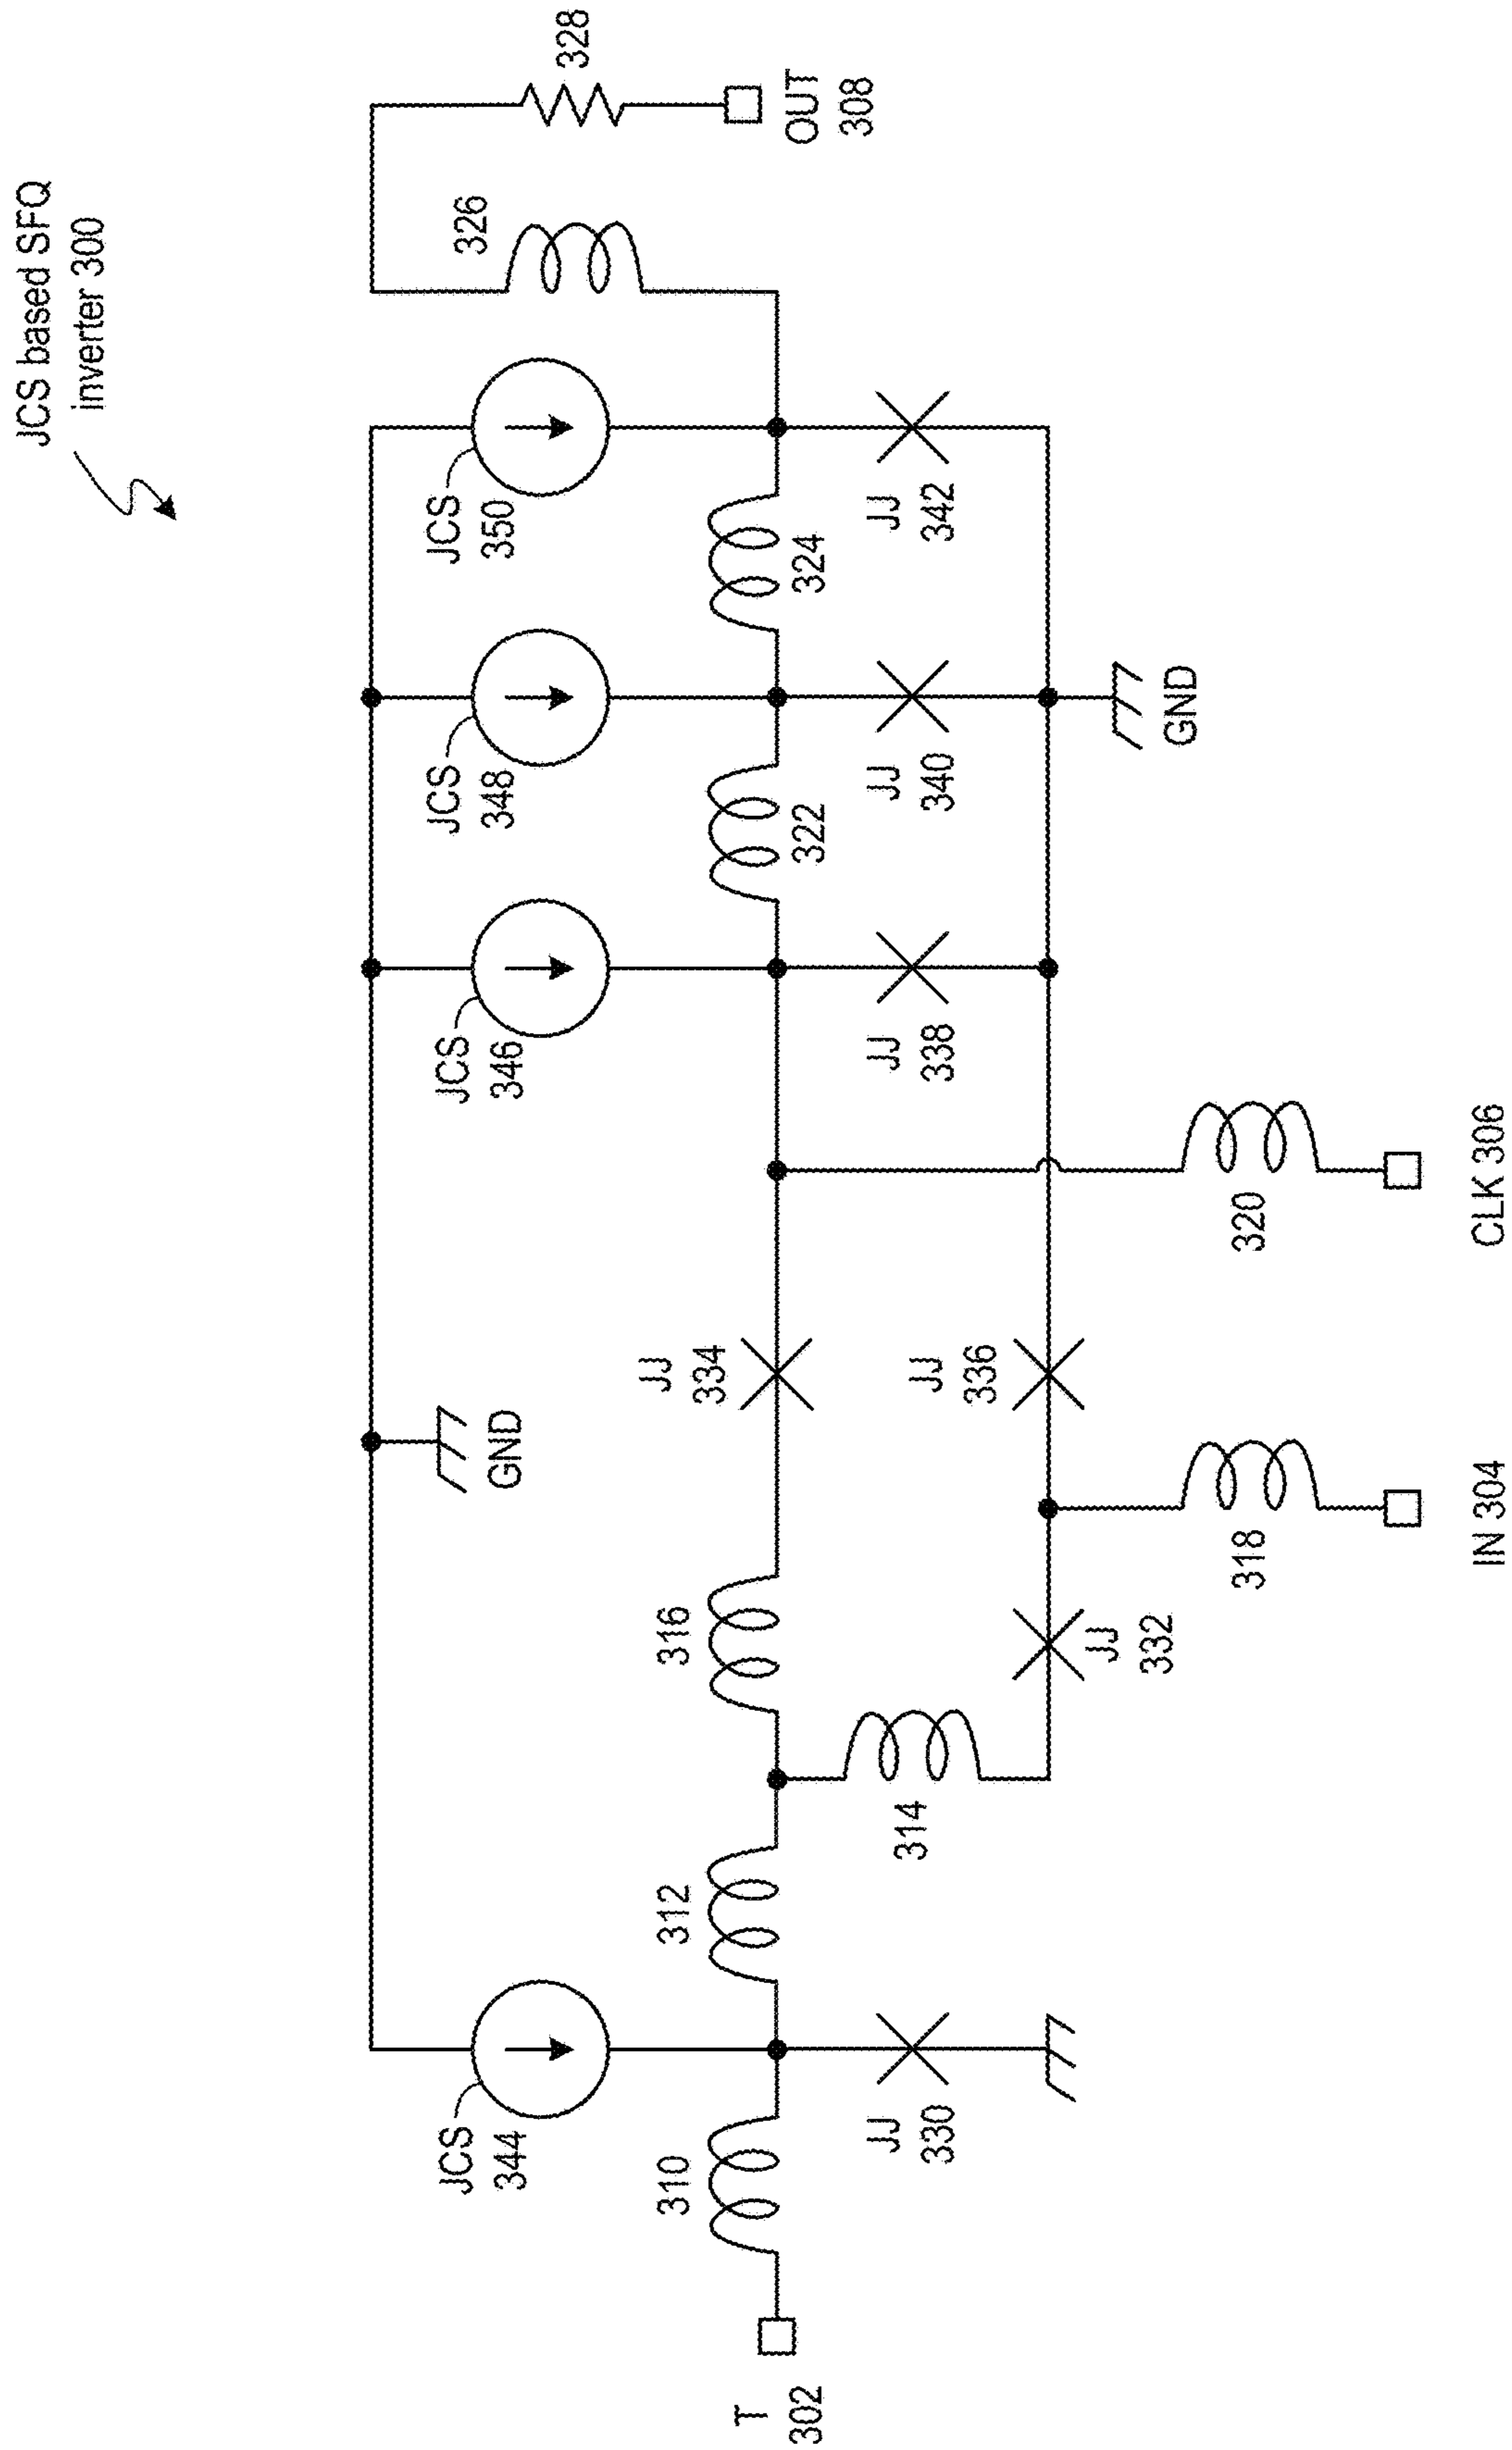 JCS based SFQ
inverter 300
JCS
344
JCS
346
JCS
348
JCS
350
326
328
OUT
308
GND
T
302
310
312
316
JJ
334
322
324
JJ
330
314
JJ
332
JJ
336
JJ
338
JJ
340
JJ
342
GND
318
IN 304
320
CLK 306